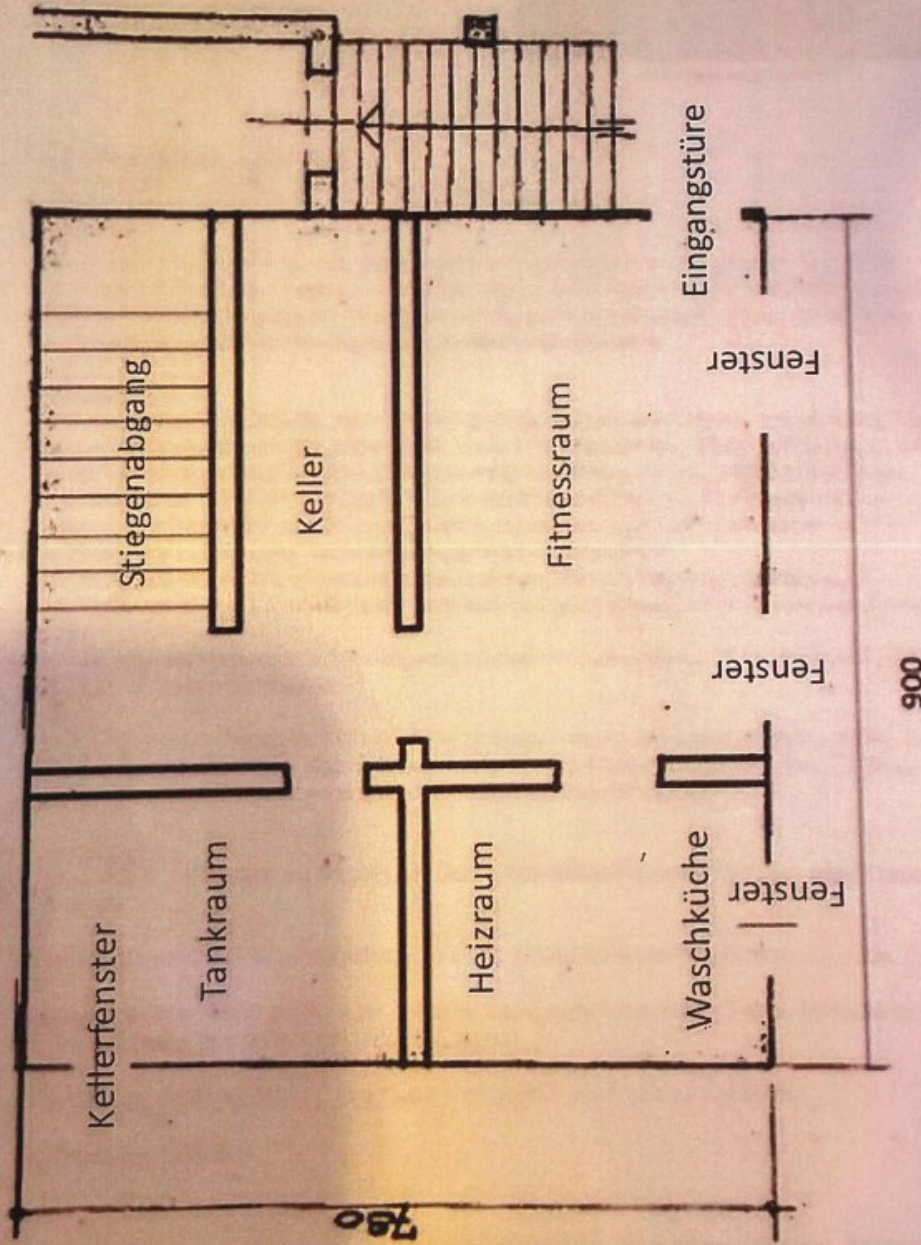 Stiegenabgang
Keller
Fitnessraum
Eingangstüre
Fenster
Fenster
Kellerfenster
Tankraum
Heizraum
Waschküche
Fenster
900
780